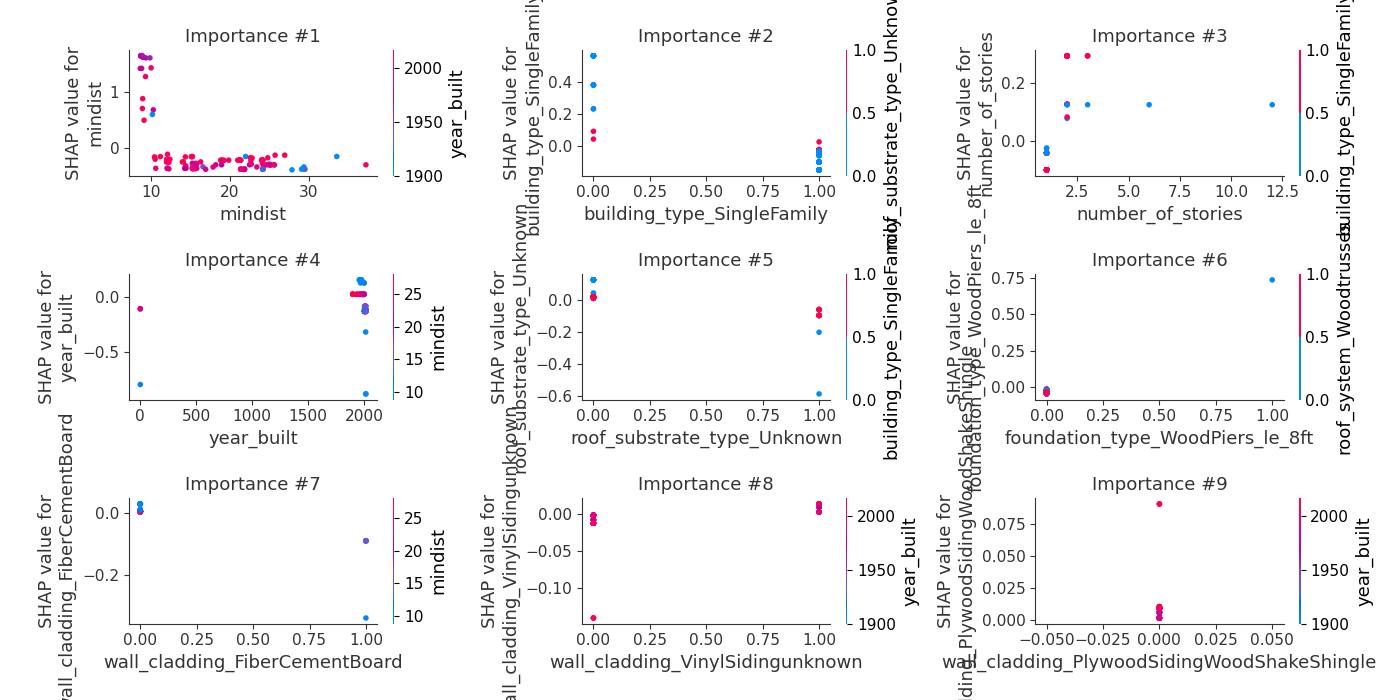 Importance #1
SHAP value for
mindist
1
0
10
20
30
mindist
2000
1950
1900
year_built
Importance #2
SHAP value for
building_type_SingleFamily
0.4
0.2
0.0
0.00
0.25
0.50
0.75
1.00
building_type_SingleFamily
1.0
0.5
0.0
roof_substrate_type_Unknown
Importance #3
SHAP value for
number_of_stories
0.2
0.0
2.5
5.0
7.5
10.0
12.5
number_of_stories
1.0
0.5
0.0
building_type_SingleFamily
Importance #4
SHAP value for
year_built
0.0
−0.5
0
500
1000
1500
2000
year_built
25
20
15
10
mindist
Importance #5
SHAP value for
roof_substrate_type_Unknown
0.0
−0.2
−0.4
−0.6
0.00
0.25
0.50
0.75
1.00
roof_substrate_type_Unknown
1.0
0.5
0.0
building_type_SingleFamily
Importance #6
SHAP value for
foundation_type_WoodPiers_le_8ft
0.75
0.50
0.25
0.00
0.00
0.25
0.50
0.75
1.00
foundation_type_WoodPiers_le_8ft
1.0
0.5
0.0
roof_system_Woodtrusses
Importance #7
SHAP value for
wall_cladding_FiberCementBoard
0.0
−0.2
0.00
0.25
0.50
0.75
1.00
wall_cladding_FiberCementBoard
25
20
15
10
mindist
Importance #8
SHAP value for
wall_cladding_VinylSidingunknown
0.00
−0.05
−0.10
0.00
0.25
0.50
0.75
1.00
wall_cladding_VinylSidingunknown
2000
1950
1900
year_built
Importance #9
SHAP value for
dding_PlywoodSidingWoodShakeShingle
0.075
0.050
0.025
0.000
−0.050
−0.025
0.000
0.025
0.050
wall_cladding_PlywoodSidingWoodShakeShingle
2000
1950
1900
year_built